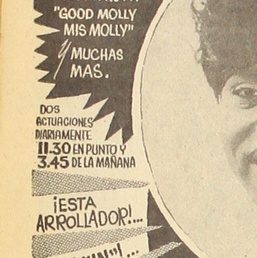 "GOOD MOLLY
MIS MOLLY"
Y MUCHAS
MAS.
DOS
ACTUACIONES
DIARIAMENTE
11.30 EN PUNTO Y
3.45 DE LA MAÑANA
¡ESTA
ARROLLADOR!...